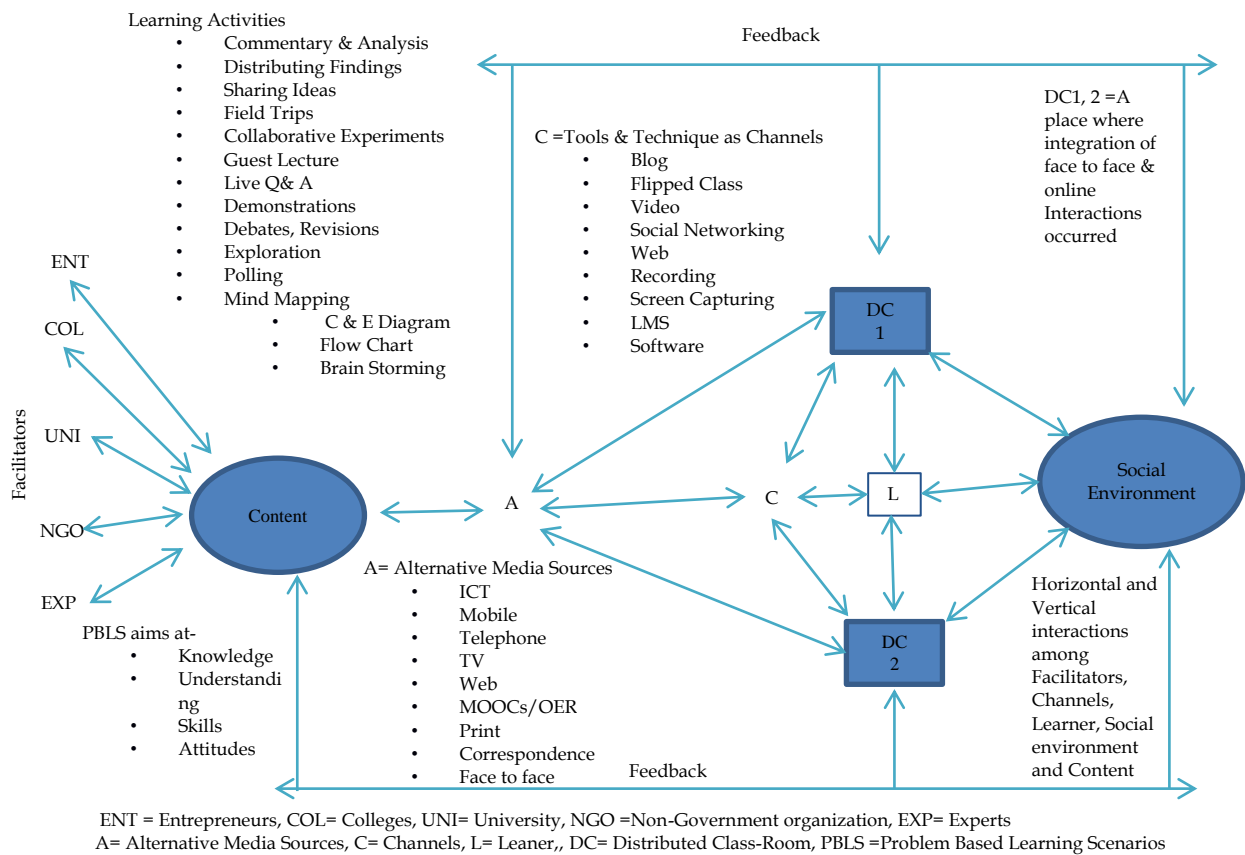 Learning Activities
• Commentary & Analysis
• Distributing Findings
• Sharing Ideas
• Field Trips
• Collaborative Experiments
• Guest Lecture
• Live Q& A
• Demonstrations
• Debates, Revisions
• Exploration
• Polling
• Mind Mapping
• C & E Diagram
• Flow Chart
• Brain Storming
Feedback
C =Tools & Technique as Channels
• Blog
• Flipped Class
• Video
• Social Networking
• Web
• Recording
• Screen Capturing
• LMS
• Software
DC1, 2 =A
place where
integration of
face to face &
online
Interactions
occurred
Facilitators
ENT
COL
UNI
NGO
EXP
Content
A
C
L
DC
1
DC
2
Social
Environment
PBLS aims at-
• Knowledge
• Understandi
ng
• Skills
• Attitudes
A= Alternative Media Sources
• ICT
• Mobile
• Telephone
• TV
• Web
• MOOCs/OER
• Print
• Correspondence
• Face to face
Feedback
Horizontal and
Vertical
interactions
among
Facilitators,
Channels,
Learner, Social
environment
and Content
ENT = Entrepreneurs, COL= Colleges, UNI= University, NGO =Non-Government organization, EXP= Experts
A= Alternative Media Sources, C= Channels, L= Leaner,, DC= Distributed Class-Room, PBLS =Problem Based Learning Scenarios